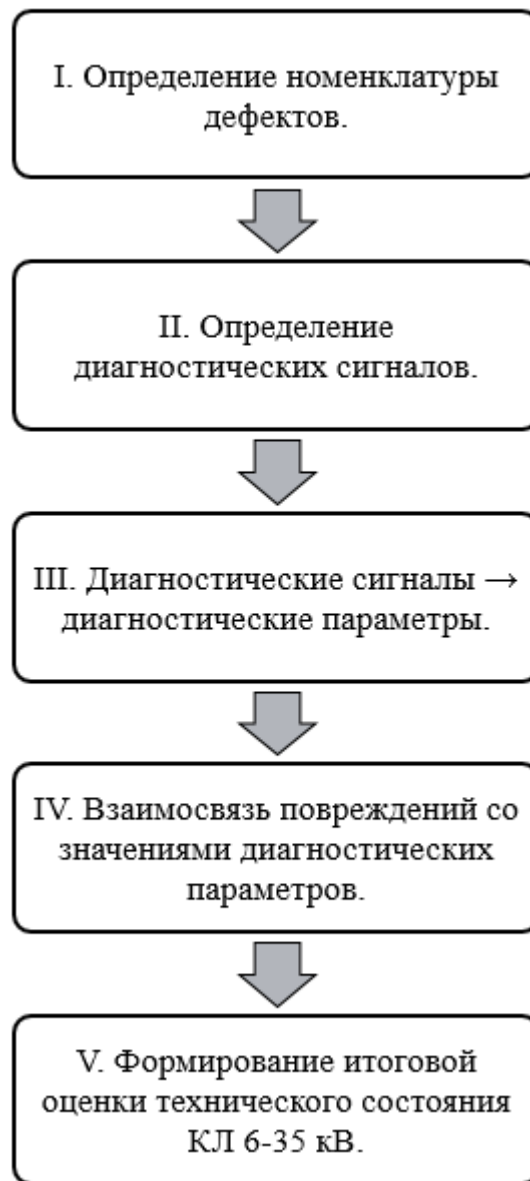 I. Определение номенклатуры
дефектов.
II. Определение
диагностических сигналов.
III. Диагностические сигналы →
диагностические параметры.
IV. Взаимосвязь повреждений со
значениями диагностических
параметров.
V. Формирование итоговой
оценки технического состояния
КЛ 6-35 кВ.